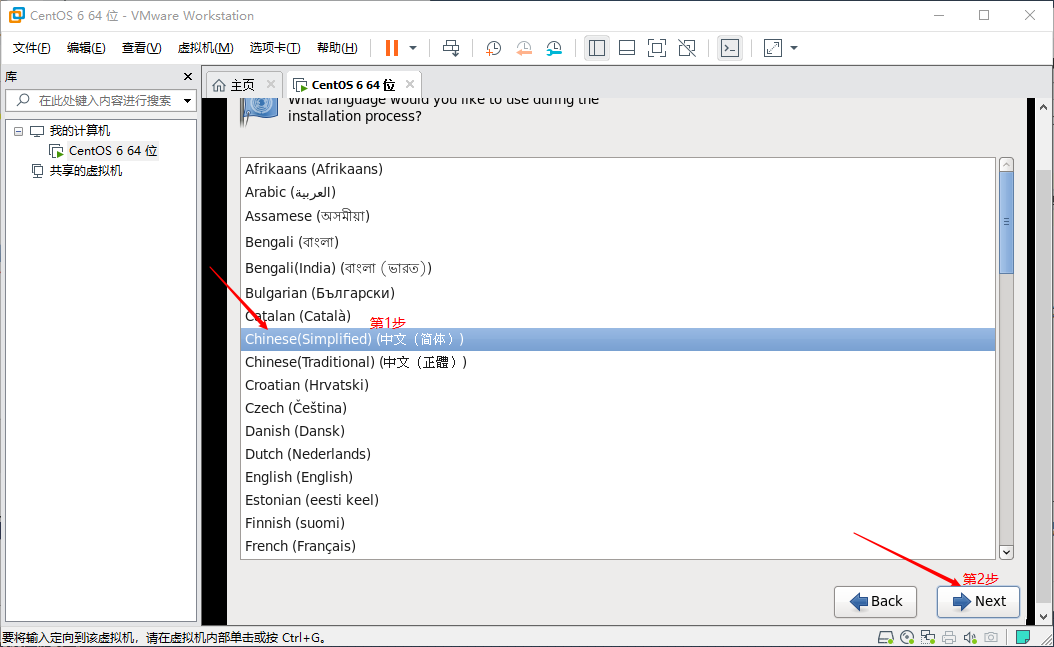 CentOS 6 64 位 - VMware Workstation
文件(F) 编辑(E) 查看(V) 虚拟机(M) 选项卡(T) 帮助(H)
库
在此处键入内容进行搜索
我的计算机
CentOS 6 64 位
共享的虚拟机
主页
CentOS 6 64 位
What language would you like to use during the
installation process?
Afrikaans (Afrikaans)
Arabic (العربية)
Assamese (অসমীয়া)
Bengali (বাংলা)
Bengali(India) (বাংলা (ভারত))
Bulgarian (Български)
Catalan (Català)
第1步
Chinese(Simplified) (中文（简体）)
Chinese(Traditional) (中文（正體）)
Croatian (Hrvatski)
Czech (Čeština)
Danish (Dansk)
Dutch (Nederlands)
English (English)
Estonian (eesti keel)
Finnish (suomi)
French (Français)
第2步
Back
Next
要将输入定向到该虚拟机，请在虚拟机内部单击或按 Ctrl+G。